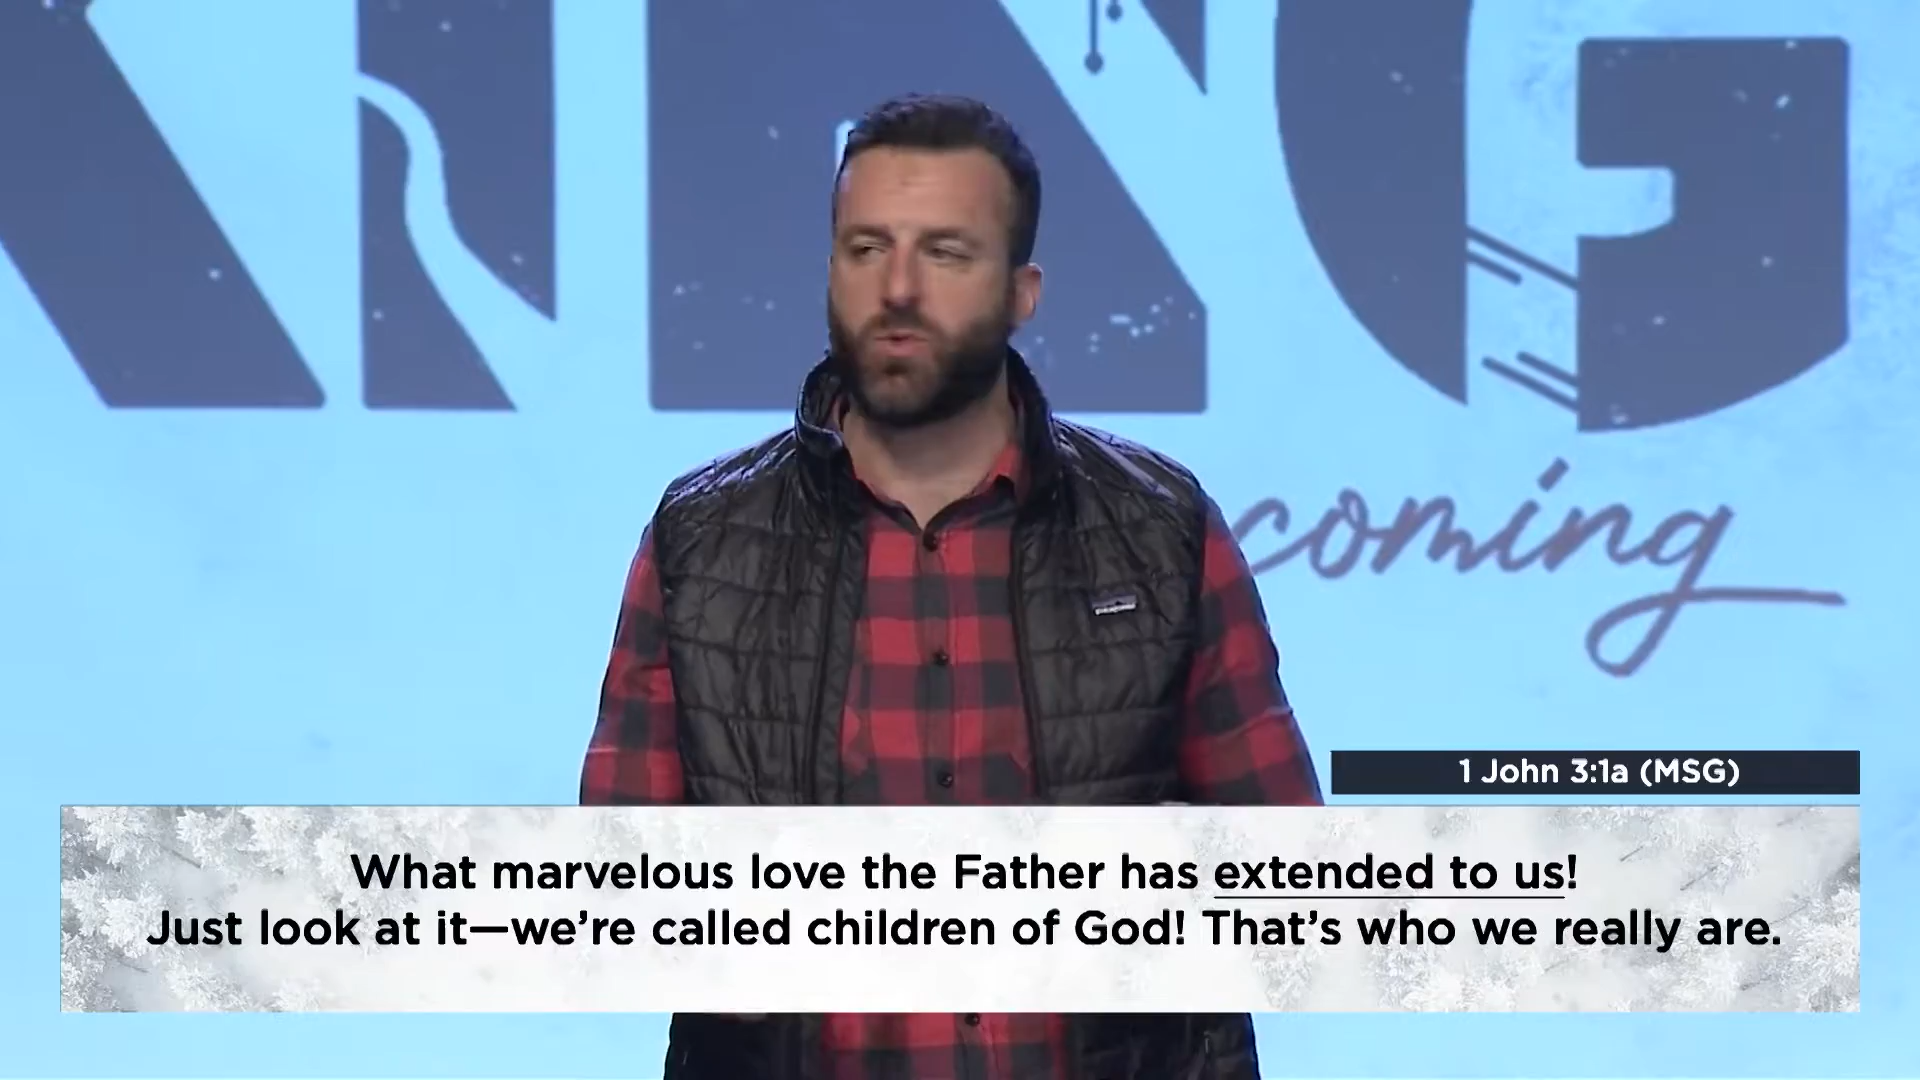 KING
coming
1 John 3:1a (MSG)
What marvelous love the Father has extended to us!
Just look at it—we're called children of God! That's who we really are.